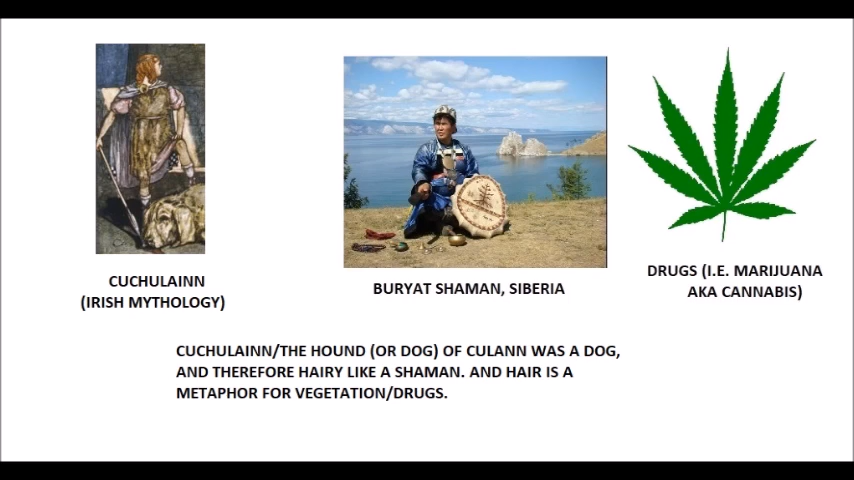 CUCHULAINN
(IRISH MYTHOLOGY)
BURYAT SHAMAN, SIBERIA
DRUGS (I.E. MARIJUANA
AKA CANNABIS)
CUCHULAINN/THE HOUND (OR DOG) OF CULANN WAS A DOG,
AND THEREFORE HAIRY LIKE A SHAMAN. AND HAIR IS A
METAPHOR FOR VEGETATION/DRUGS.